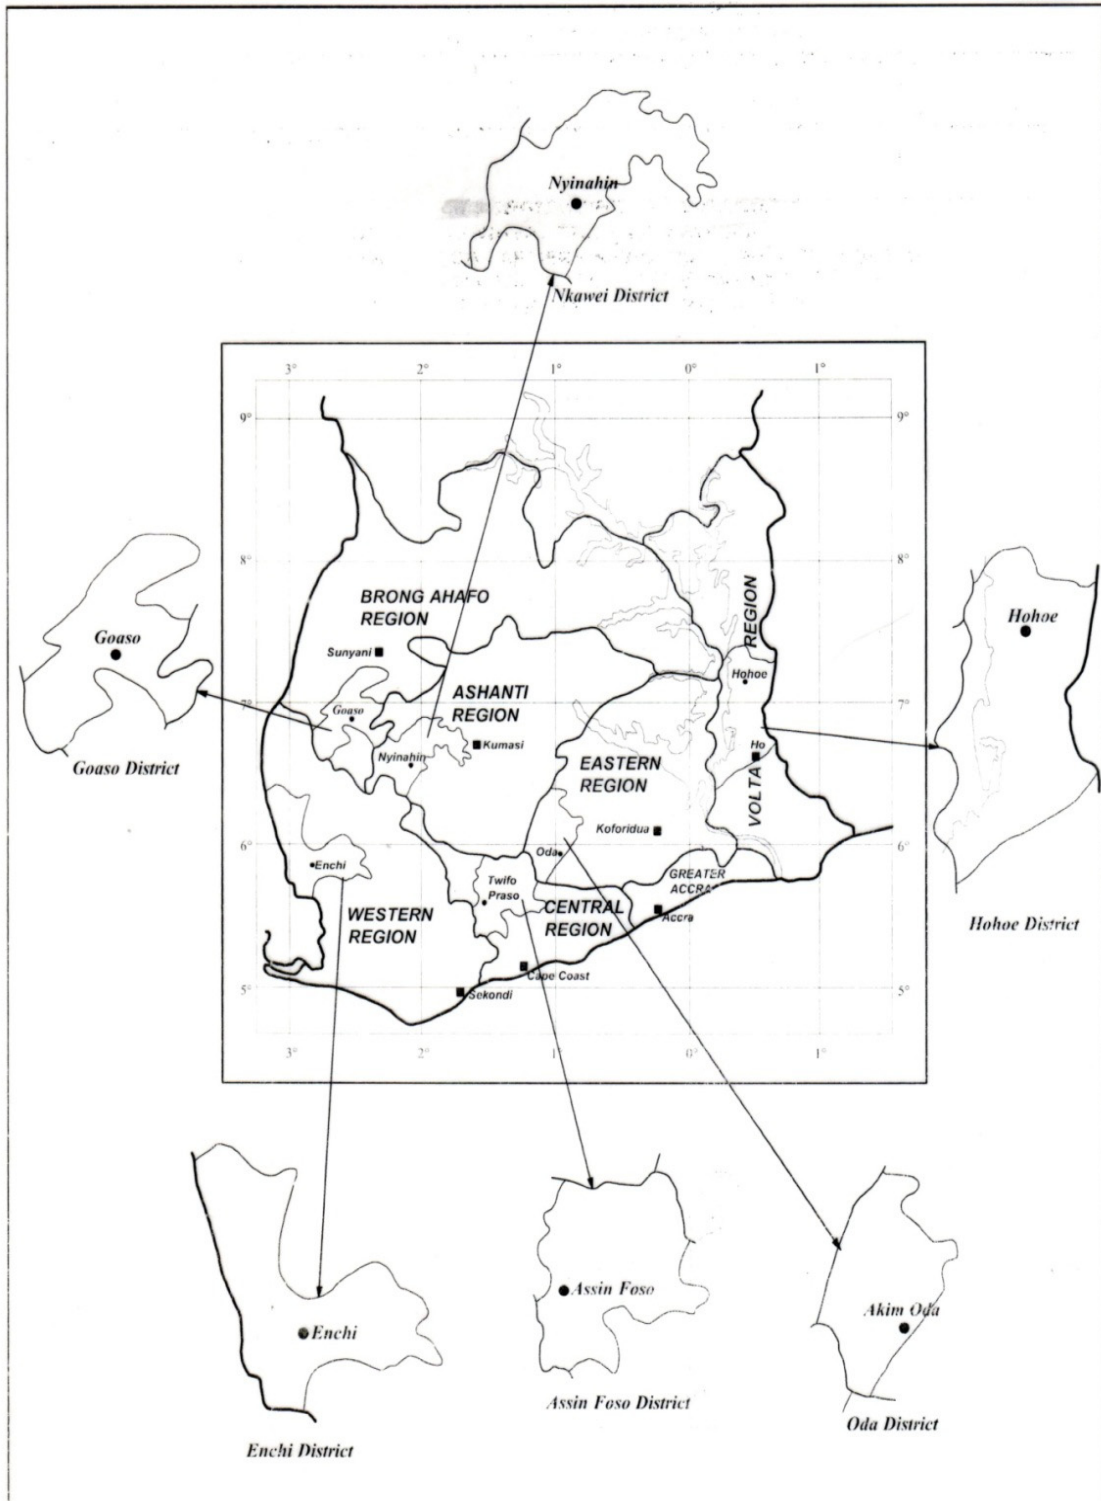 Nyinahin
Nkawei District
3° 2° 1° 0° 1°
9° 9°
8° 8°
BRONG AHAFO
REGION
Sunyani
REGION
Hohoe
Goaso
Hohoe
Goaso
ASHANTI
REGION
7° 7°
Goaso District
Nyinahin
Kumasi
EASTERN
REGION
Ho
VOLTA
Koforidua
6° 6°
Enchi
Oda
Twifo
Praso
GREATER
ACCRA
WESTERN
REGION
CENTRAL
REGION
Accra
Hohoe District
Cape Coast
5° 5°
Sekondi
3° 2° 1° 0° 1°
Assin Foso
Akim Oda
Enchi
Assin Foso District
Oda District
Enchi District